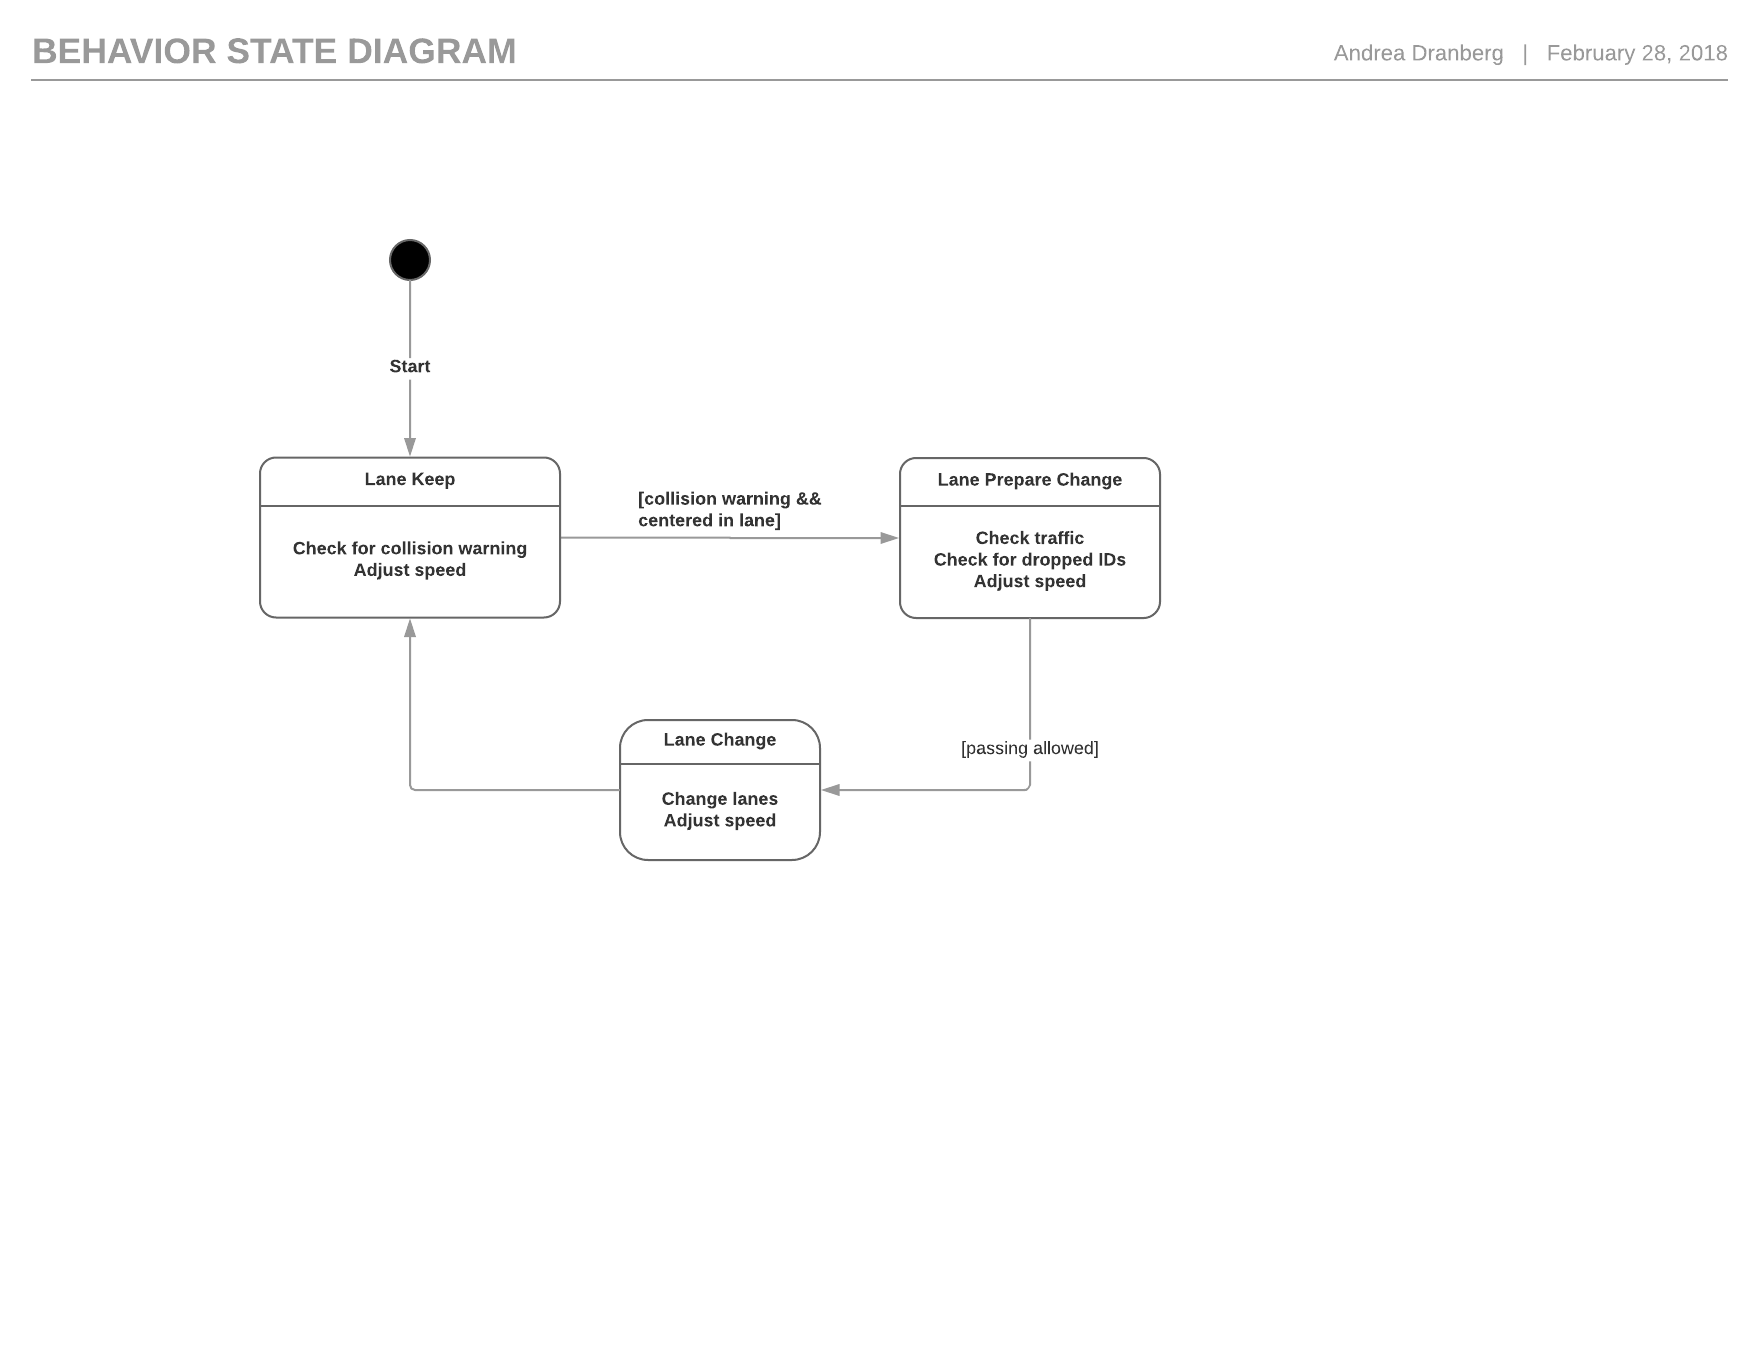 BEHAVIOR STATE DIAGRAM
Andrea Dranberg | February 28, 2018
Start
Lane Keep
Check for collision warning
Adjust speed
[collision warning &&
centered in lane]
Lane Prepare Change
Check traffic
Check for dropped IDs
Adjust speed
[passing allowed]
Lane Change
Change lanes
Adjust speed